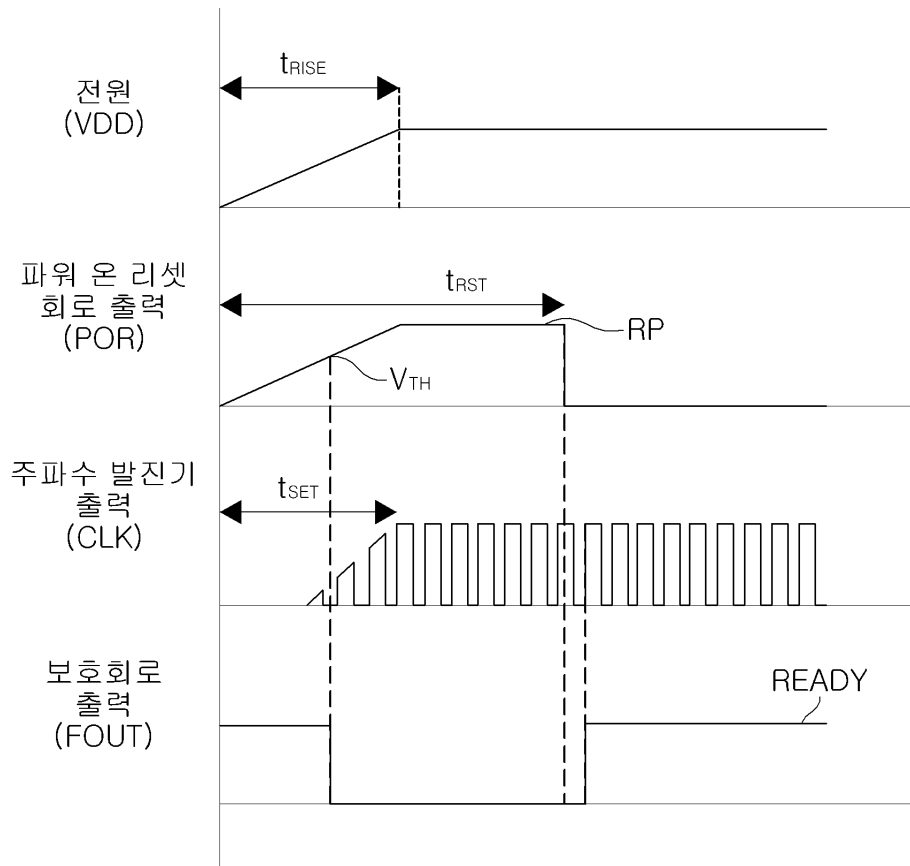 tRISE
전원
(VDD)
파워 온 리셋
회로 출력
(POR)
tRST
RP
VTH
주파수 발진기
출력
(CLK)
tSET
보호회로
출력
(FOUT)
READY